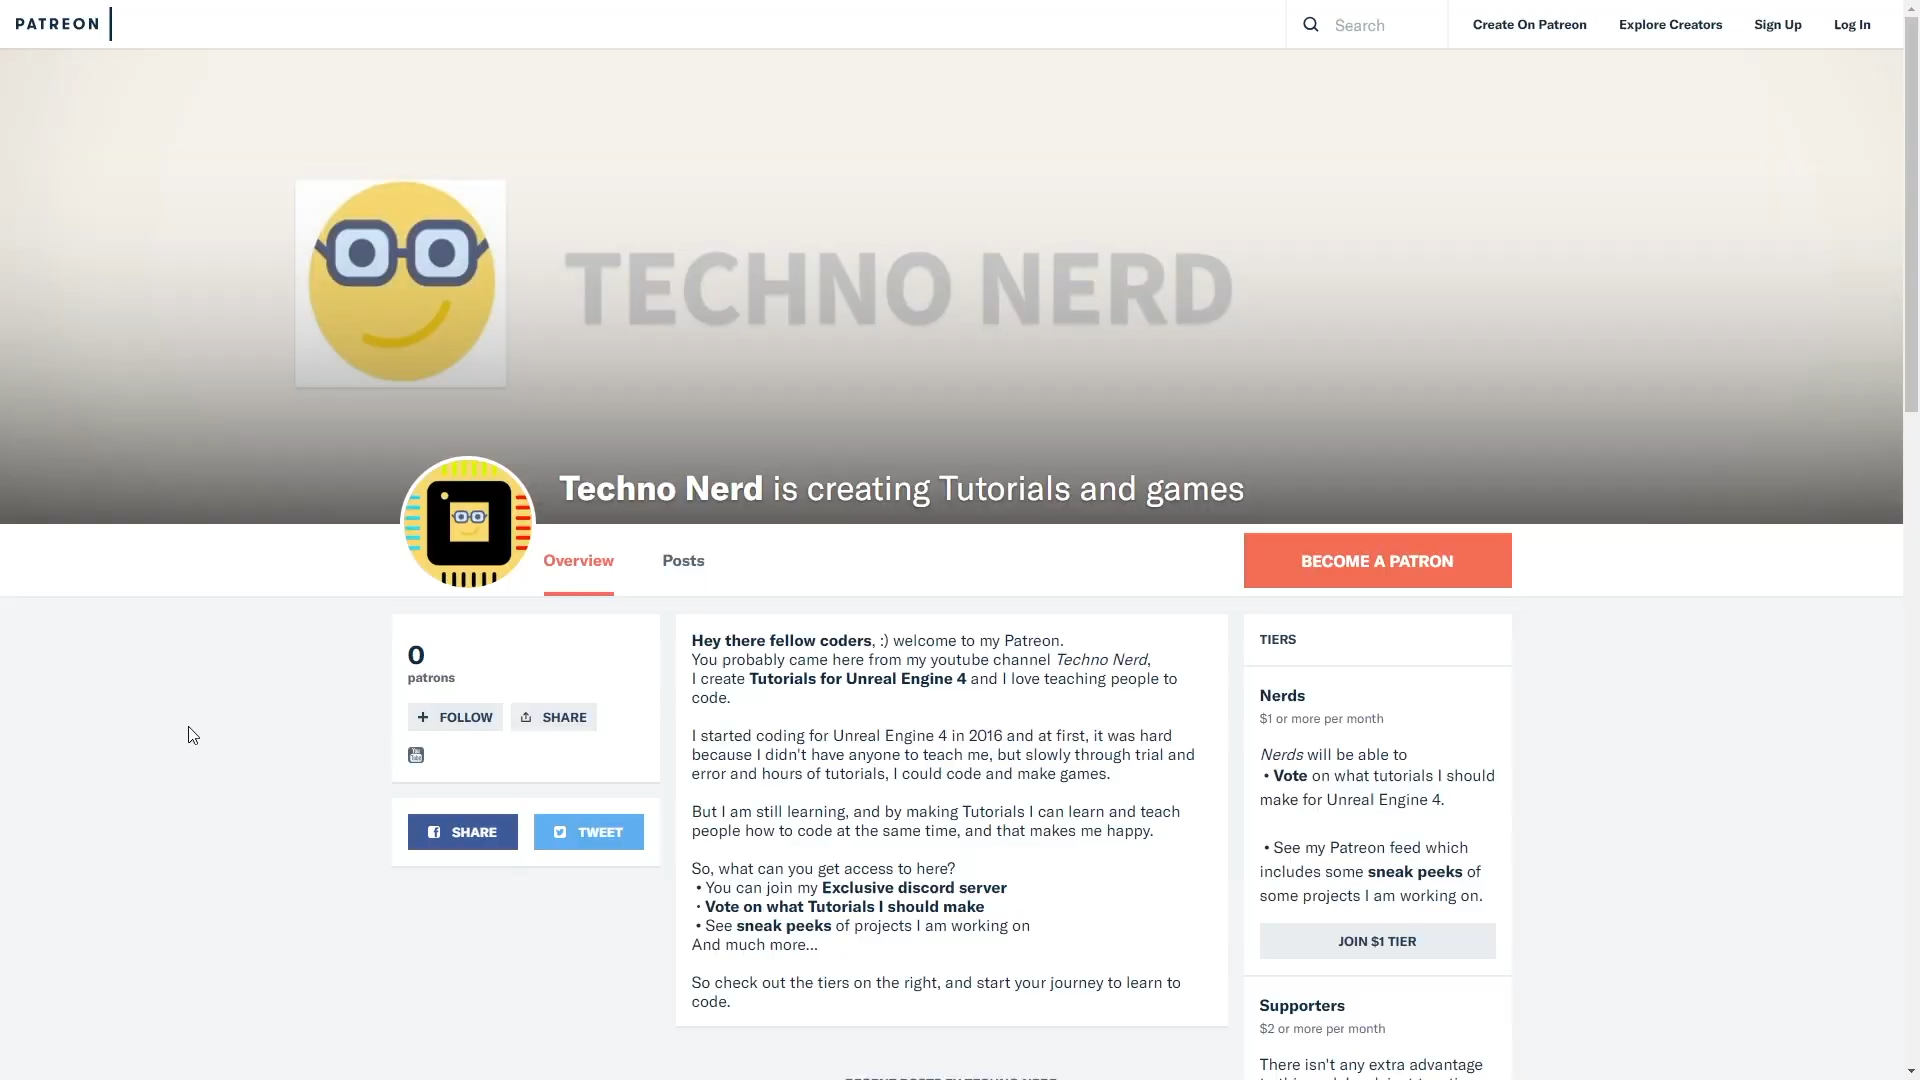 PATREON
Search
Create On Patreon
Explore Creators
Sign Up
Log In
TECHNO NERD
Techno Nerd is creating Tutorials and games
Overview
Posts
BECOME A PATRON
0
patrons
+ FOLLOW
SHARE
You
Tube
SHARE
TWEET
Hey there fellow coders, :) welcome to my Patreon.
You probably came here from my youtube channel Techno Nerd,
I create Tutorials for Unreal Engine 4 and I love teaching people to
code.
I started coding for Unreal Engine 4 in 2016 and at first, it was hard
because I didn't have anyone to teach me, but slowly through trial and
error and hours of tutorials, I could code and make games.
But I am still learning, and by making Tutorials I can learn and teach
people how to code at the same time, and that makes me happy.
So, what can you get access to here?
• You can join my Exclusive discord server
• Vote on what Tutorials I should make
• See sneak peeks of projects I am working on
And much more...
So check out the tiers on the right, and start your journey to learn to
code.
TIERS
Nerds
$1 or more per month
Nerds will be able to
• Vote on what tutorials I should
make for Unreal Engine 4.
• See my Patreon feed which
includes some sneak peeks of
some projects I am working on.
JOIN $1 TIER
Supporters
$2 or more per month
There isn't any extra advantage